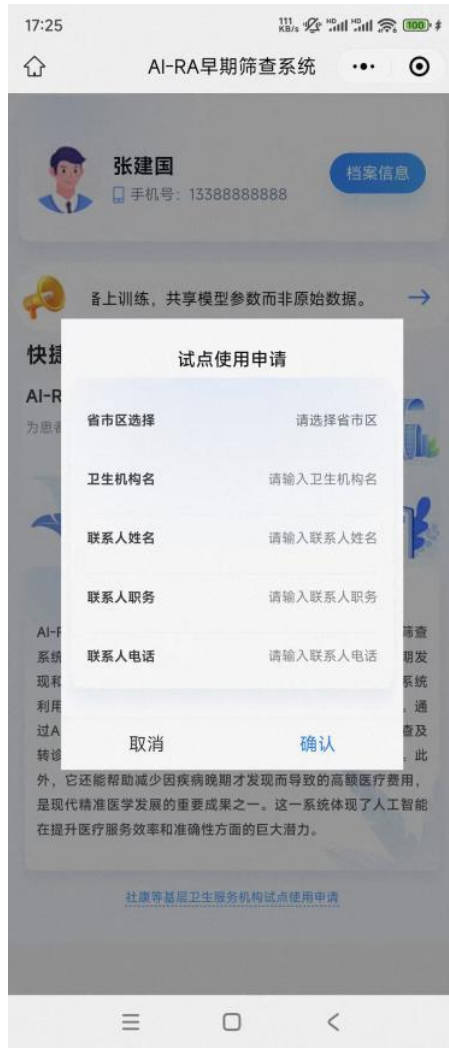 17:25
111 KB/s HD HD 100
AI-RA早期筛查系统
张建国
手机号：13388888888
档案信息
备上训练，共享模型参数而非原始数据。
快捷
试点使用申请
AI-R
为患者
省市区选择 请选择省市区
卫生机构名 请输入卫生机构名
联系人姓名 请输入联系人姓名
联系人职务 请输入联系人职务
AI-R 筛查
系统 期发
联系人电话 请输入联系人电话
现和 系统
利用 ，通
过A 查及
取消 确认
转诊 。此
外，它还能帮助减少因疾病晚期才发现而导致的高额医疗费用，
是现代精准医学发展的重要成果之一。这一系统体现了人工智能
在提升医疗服务效率和准确性方面的巨大潜力。
社康等基层卫生服务机构试点使用申请